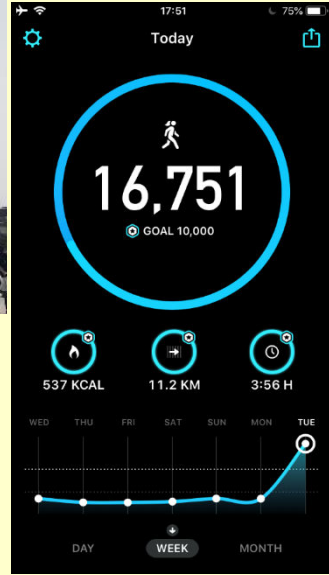 17:51 75%
Today
16,751
GOAL 10,000
537 KCAL 11.2 KM 3:56 H
WED THU FRI SAT SUN MON TUE
DAY WEEK MONTH